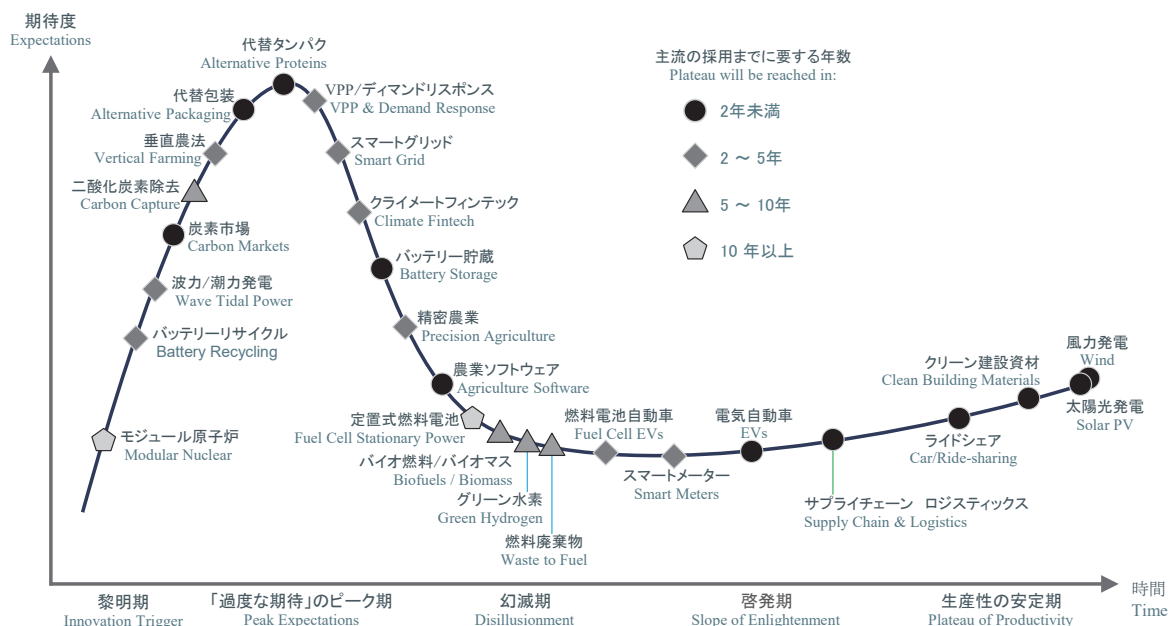 期待度
Expectations
代替タンパク
Alternative Proteins
主流の採用までに要する年数
Plateau will be reached in:
2年未満
2 ～ 5年
5 ～ 10年
10 年以上
代替包装
Alternative Packaging
VPP/ディマンドリスポンス
VPP & Demand Response
垂直農法
Vertical Farming
スマートグリッド
Smart Grid
二酸化炭素除去
Carbon Capture
クライメートフィンテック
Climate Fintech
炭素市場
Carbon Markets
バッテリー貯蔵
Battery Storage
波力/潮力発電
Wave Tidal Power
精密農業
Precision Agriculture
バッテリーリサイクル
Battery Recycling
農業ソフトウェア
Agriculture Software
モジュール原子炉
Modular Nuclear
定置式燃料電池
Fuel Cell Stationary Power
バイオ燃料/バイオマス
Biofuels / Biomass
グリーン水素
Green Hydrogen
燃料廃棄物
Waste to Fuel
燃料電池自動車
Fuel Cell EVs
スマートメーター
Smart Meters
電気自動車
EVs
サプライチェーン　ロジスティックス
Supply Chain & Logistics
ライドシェア
Car/Ride-sharing
クリーン建設資材
Clean Building Materials
風力発電
Wind
太陽光発電
Solar PV
黎明期
Innovation Trigger
「過度な期待」のピーク期
Peak Expectations
幻滅期
Disillusionment
啓発期
Slope of Enlightenment
生産性の安定期
Plateau of Productivity
時間
Time